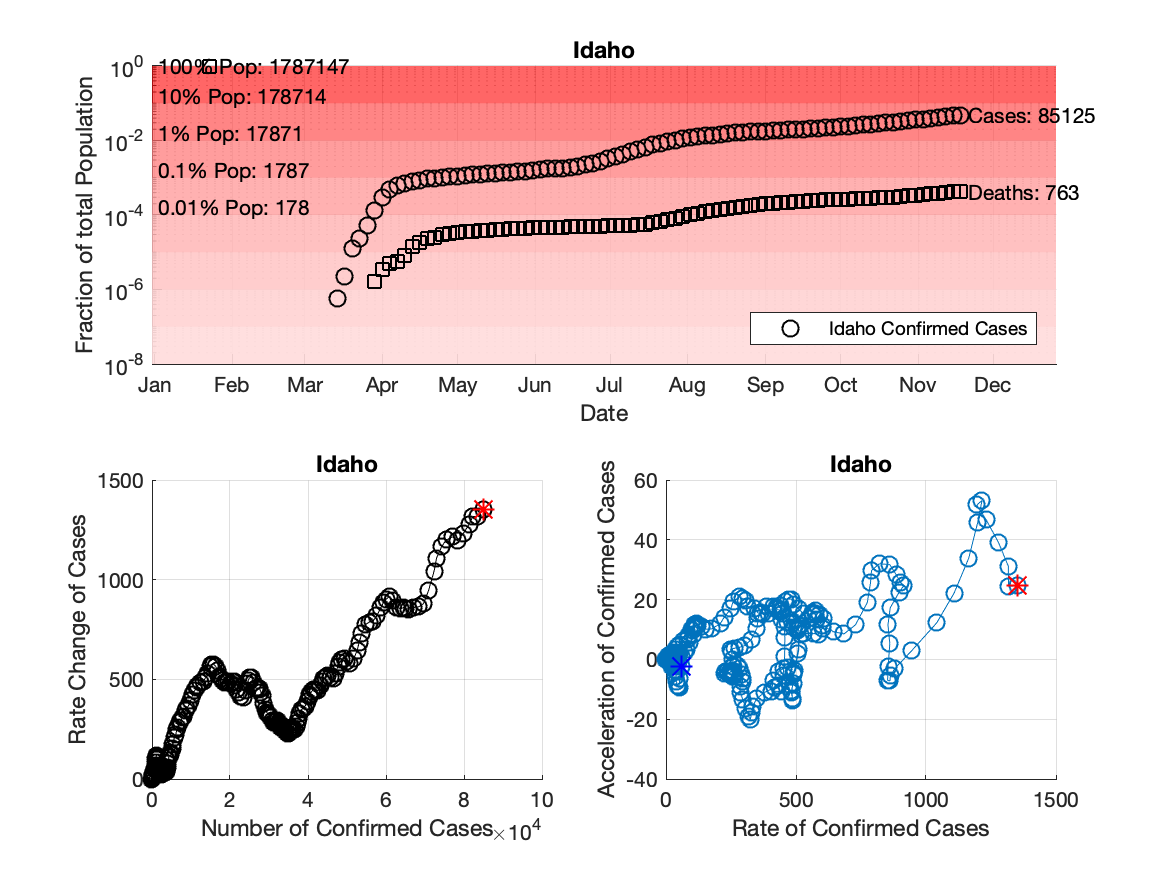 Idaho
10^0
10^-2
10^-4
10^-6
10^-8
Fraction of total Population
100% Pop: 1787147
10% Pop: 178714
1% Pop: 17871
0.1% Pop: 1787
0.01% Pop: 178
Cases: 85125
Deaths: 763
Idaho Confirmed Cases
Jan Feb Mar Apr May Jun Jul Aug Sep Oct Nov Dec
Date
Idaho
1500
1000
500
0
Rate Change of Cases
0 2 4 6 8 10
Number of Confirmed Cases ×10^4
Idaho
60
40
20
0
-20
-40
Acceleration of Confirmed Cases
0 500 1000 1500
Rate of Confirmed Cases